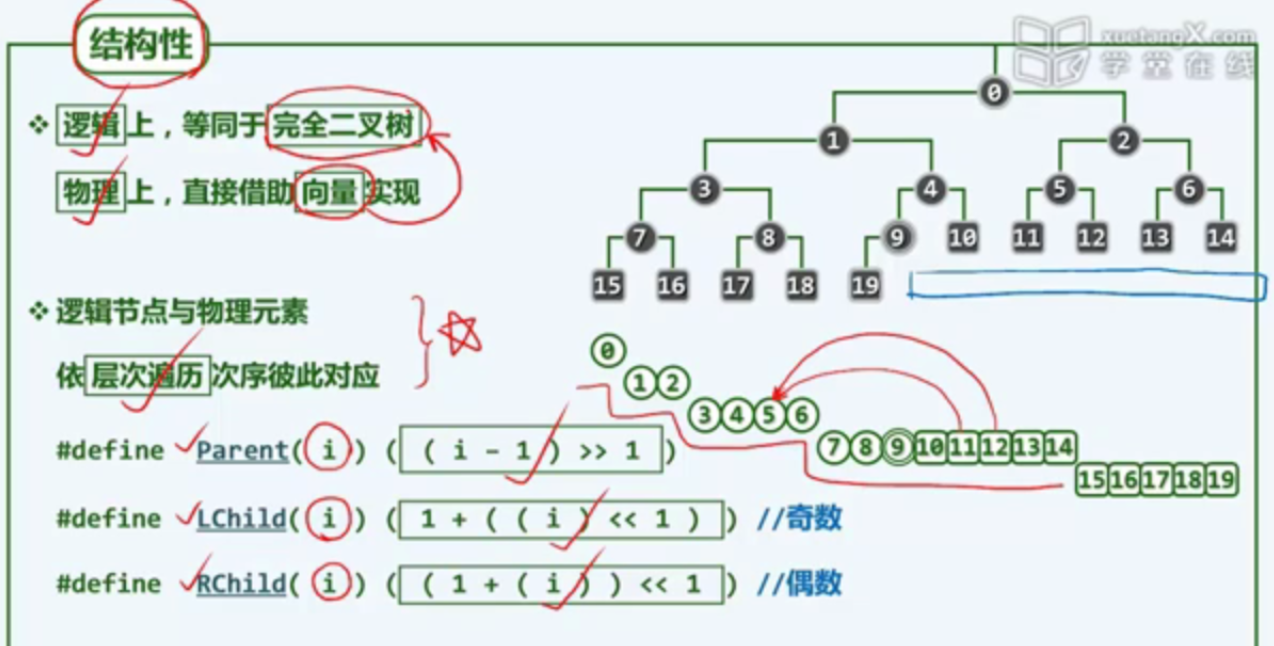 结构性
xuetangX.com
学堂在线
❖ 逻辑上，等同于完全二叉树
物理上，直接借助向量实现
0
1 2
3 4 5 6
7 8 9 10 11 12 13 14
15 16 17 18 19
❖ 逻辑节点与物理元素
依层次遍历次序彼此对应
0
1 2
3 4 5 6
7 8 9 10 11 12 13 14
15 16 17 18 19
#define Parent( i ) ( ( i - 1 ) >> 1 )
#define LChild( i ) ( 1 + ( ( i ) << 1 ) ) //奇数
#define RChild( i ) ( ( 1 + ( i ) ) << 1 ) //偶数